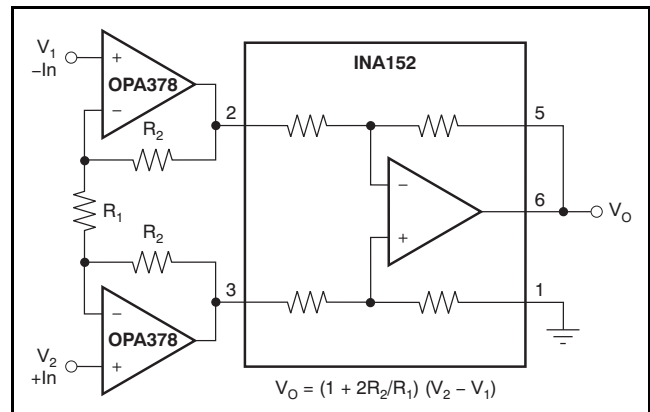 V1
–In
OPA378
INA152
2
5
R2
R1
6
VO
R2
3
1
OPA378
V2
+In
VO = (1 + 2R2/R1) (V2 – V1)